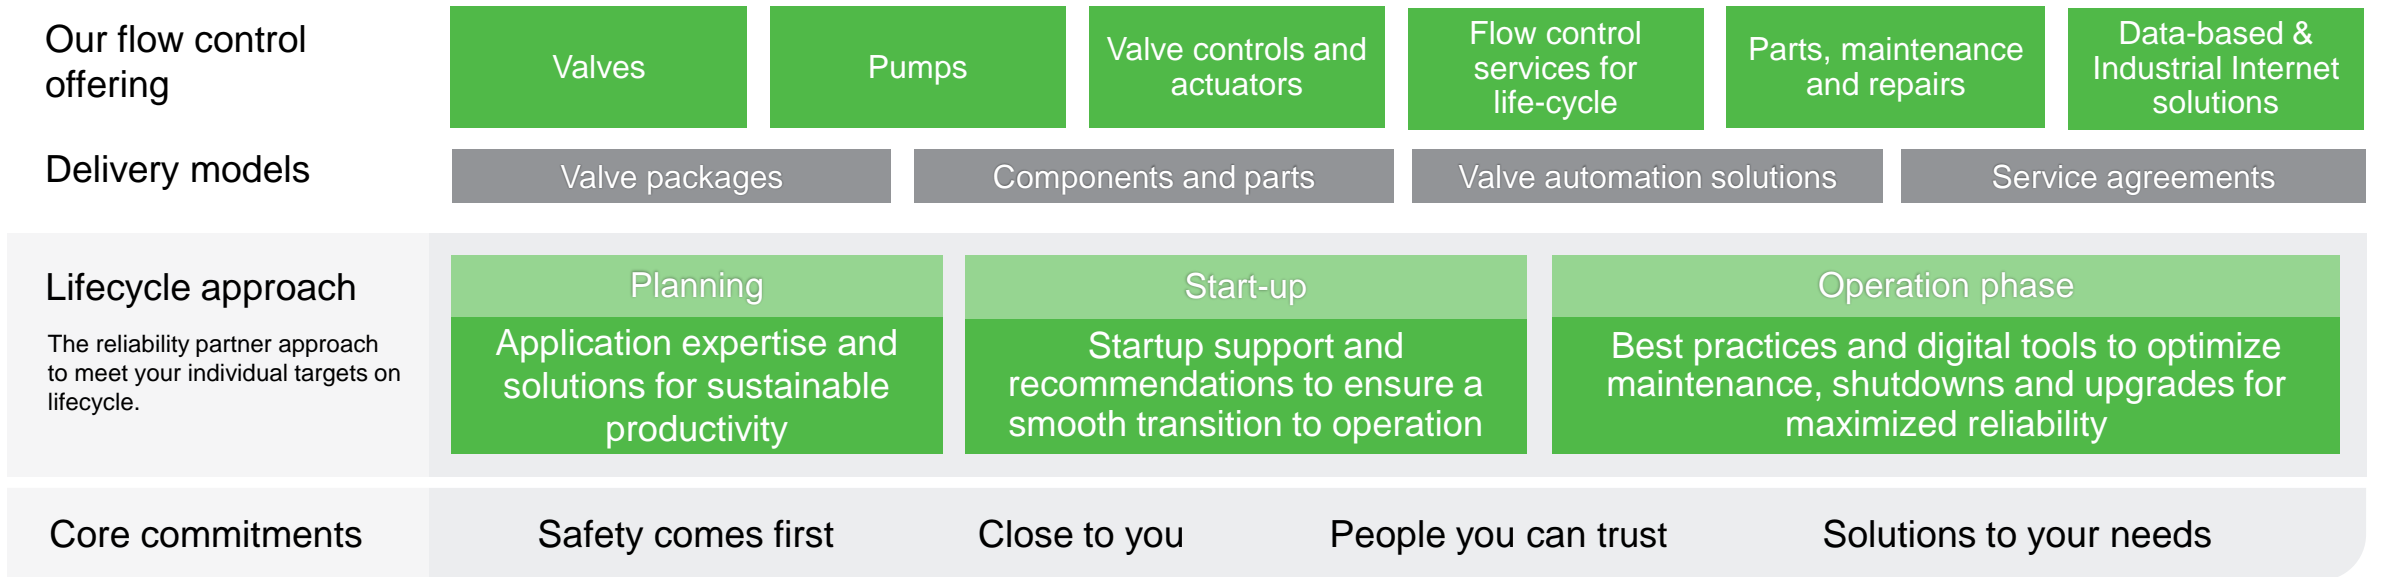 Our flow control
offering
Valves
Pumps
Valve controls and
actuators
Flow control
services for
life-cycle
Parts, maintenance
and repairs
Data-based &
Industrial Internet
solutions
Delivery models
Valve packages
Components and parts
Valve automation solutions
Service agreements
Lifecycle approach
The reliability partner approach
to meet your individual targets on
lifecycle.
Planning
Application expertise and
solutions for sustainable
productivity
Start-up
Startup support and
recommendations to ensure a
smooth transition to operation
Operation phase
Best practices and digital tools to optimize
maintenance, shutdowns and upgrades for
maximized reliability
Core commitments
Safety comes first
Close to you
People you can trust
Solutions to your needs